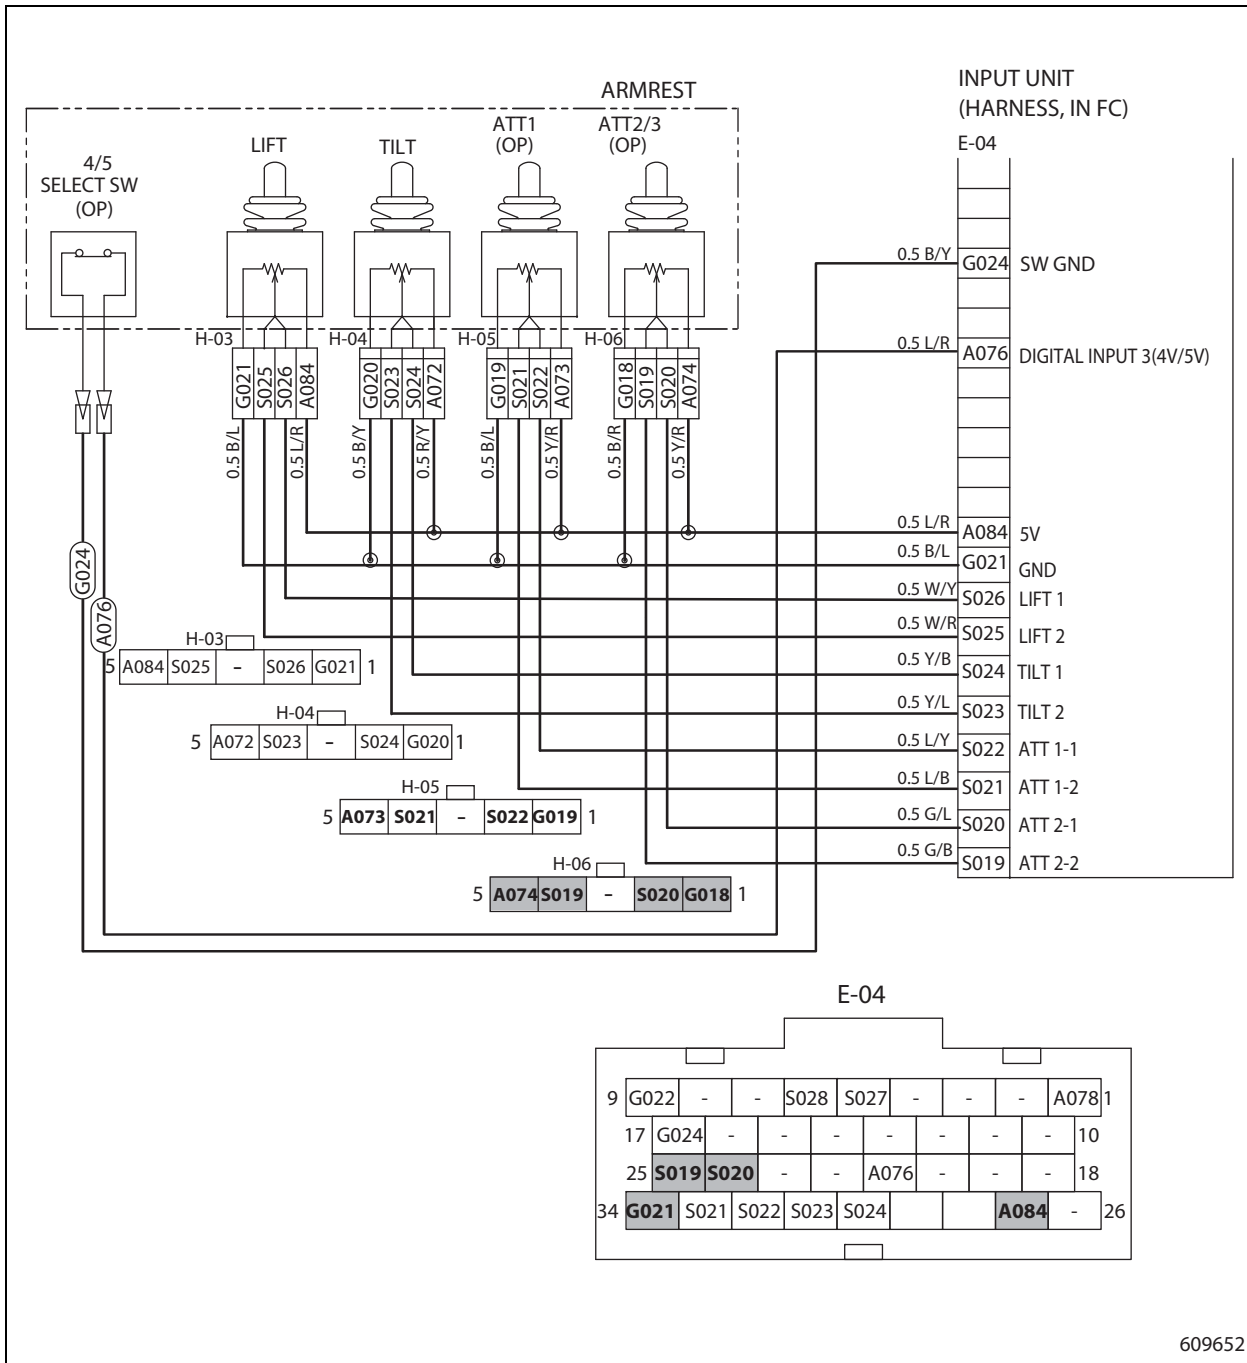 ARMREST
INPUT UNIT
(HARNESS, IN FC)
E-04
4/5
SELECT SW
(OP)
LIFT
TILT
ATT1
(OP)
ATT2/3
(OP)
H-03
H-04
H-05
H-06
G021 S025 S026 A084
G020 S023 S024 A072
G019 S021 S022 A073
G018 S019 S020 A074
0.5 B/L 0.5 L/R
0.5 B/Y 0.5 R/Y
0.5 B/L 0.5 Y/R
0.5 B/R 0.5 Y/R
0.5 B/Y G024 SW GND
0.5 L/R A076 DIGITAL INPUT 3(4V/5V)
0.5 L/R A084 5V
0.5 B/L G021 GND
0.5 W/Y S026 LIFT 1
0.5 W/R S025 LIFT 2
0.5 Y/B S024 TILT 1
0.5 Y/L S023 TILT 2
0.5 L/Y S022 ATT 1-1
0.5 L/B S021 ATT 1-2
0.5 G/L S020 ATT 2-1
0.5 G/B S019 ATT 2-2
G024
A076
H-03
5 A084 S025 – S026 G021 1
H-04
5 A072 S023 – S024 G020 1
H-05
5 A073 S021 – S022 G019 1
H-06
5 A074 S019 – S020 G018 1
E-04
9 G022 - - S028 S027 - - - A078 1
17 G024 - - - - - - - 10
25 S019 S020 - - A076 - - - 18
34 G021 S021 S022 S023 S024 A084 - 26
609652